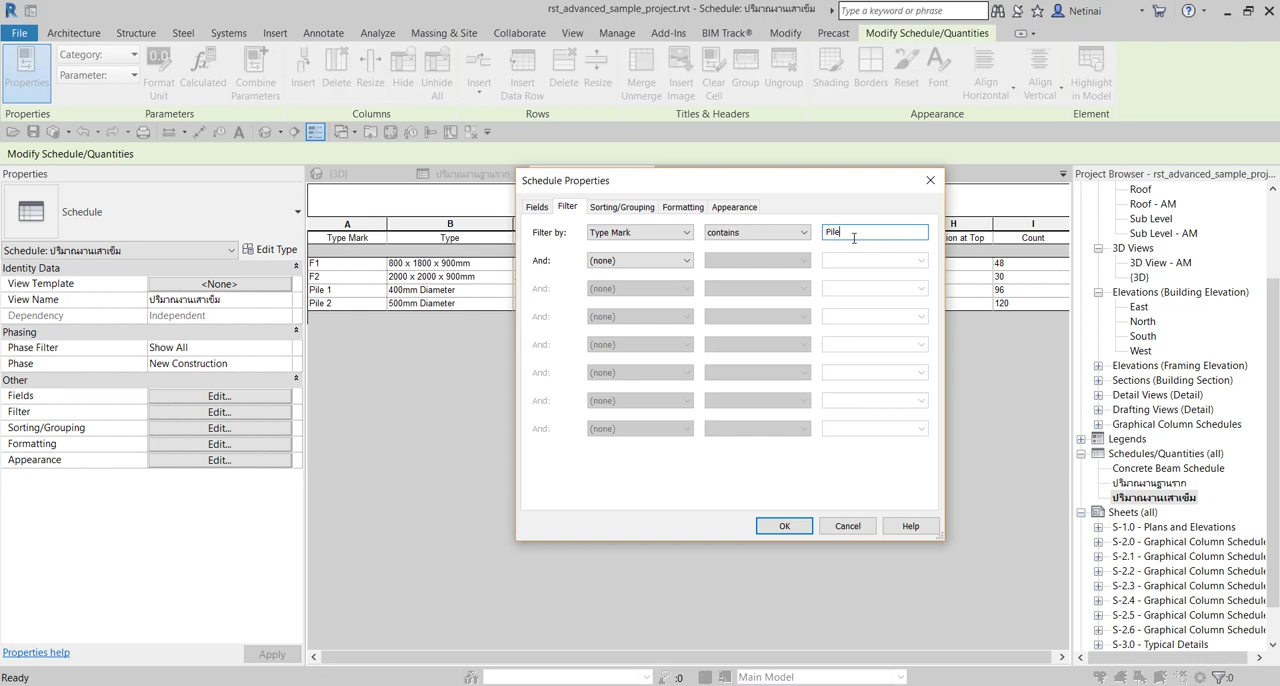 rst_advanced_sample_project.rvt - Schedule: ปริมาณงานเสาเข็ม
Type a keyword or phrase
Netinai
File Architecture Structure Steel Systems Insert Annotate Analyze Massing & Site Collaborate View Manage Add-Ins BIM Track® Modify Precast Modify Schedule/Quantities
Category:
Parameter:
Properties
Format Unit
Calculated
Combine Parameters
Insert
Delete
Resize
Hide
Unhide All
Insert
Insert Data Row
Delete
Resize
Merge Unmerge
Insert Image
Clear Cell
Group
Ungroup
Shading
Borders
Reset
Font
Align Horizontal
Align Vertical
Highlight in Model
Properties Parameters Columns Rows Titles & Headers Appearance Element
Modify Schedule/Quantities
Properties
Schedule
Schedule: ปริมาณงานเสาเข็ม
Edit Type
Identity Data
View Template <None>
View Name ปริมาณงานเสาเข็ม
Dependency Independent
Phasing
Phase Filter Show All
Phase New Construction
Other
Fields Edit...
Filter Edit...
Sorting/Grouping Edit...
Formatting Edit...
Appearance Edit...
Properties help
Apply
{3D}
ปริมาณงานฐานราก
A B H I
Type Mark Type ion at Top Count
F1 800 x 1800 x 900mm 48
F2 2000 x 2000 x 900mm 30
Pile 1 400mm Diameter 96
Pile 2 500mm Diameter 120
Schedule Properties
Fields Filter Sorting/Grouping Formatting Appearance
Filter by: Type Mark contains Pile
And: (none)
And: (none)
And: (none)
And: (none)
And: (none)
And: (none)
And: (none)
OK Cancel Help
Project Browser - rst_advanced_sample_proj...
Roof
Roof - AM
Sub Level
Sub Level - AM
3D Views
3D View - AM
{3D}
Elevations (Building Elevation)
East
North
South
West
Elevations (Framing Elevation)
Sections (Building Section)
Detail Views (Detail)
Drafting Views (Detail)
Graphical Column Schedules
Legends
Schedules/Quantities (all)
Concrete Beam Schedule
ปริมาณงานฐานราก
ปริมาณงานเสาเข็ม
Sheets (all)
S-1.0 - Plans and Elevations
S-2.0 - Graphical Column Schedule
S-2.1 - Graphical Column Schedule
S-2.2 - Graphical Column Schedule
S-2.3 - Graphical Column Schedule
S-2.4 - Graphical Column Schedule
S-2.5 - Graphical Column Schedule
S-2.6 - Graphical Column Schedule
S-3.0 - Typical Details
Ready
:0
Main Model
:0